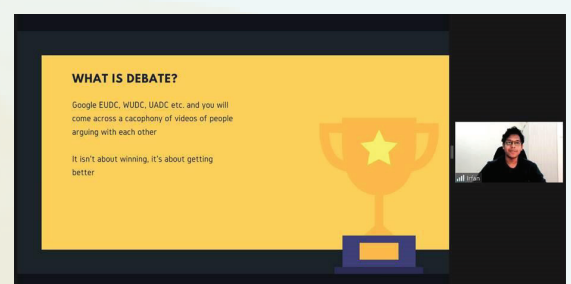 WHAT IS DEBATE?
Google EUDC, WUDC, UADC etc. and you will
come across a cacophony of videos of people
arguing with each other
It isn't about winning, it's about getting
better
Irfan